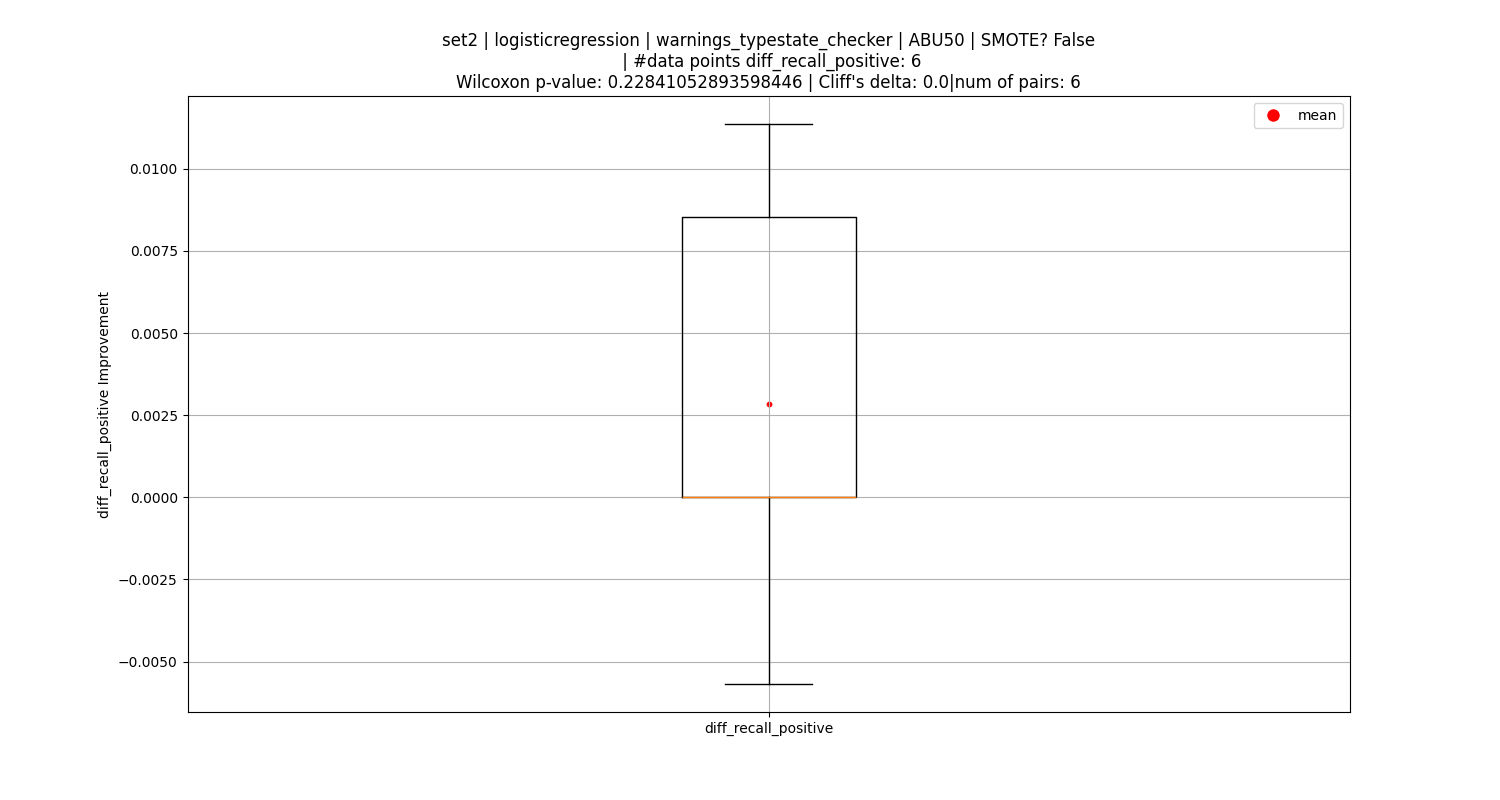 set2 | logisticregression | warnings_typestate_checker | ABU50 | SMOTE? False
| #data points diff_recall_positive: 6
Wilcoxon p-value: 0.22841052893598446 | Cliff's delta: 0.0|num of pairs: 6
mean
0.0100
0.0075
0.0050
0.0025
0.0000
−0.0025
−0.0050
diff_recall_positive Improvement
diff_recall_positive